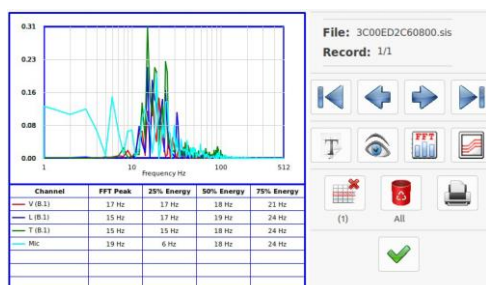 0.31
0.23
0.16
0.08
0.00
1 10 100 512
Frequency Hz
Channel FFT Peak 25% Energy 50% Energy 75% Energy
V (B.1) 17 Hz 17 Hz 18 Hz 21 Hz
L (B.1) 15 Hz 17 Hz 19 Hz 24 Hz
T (B.1) 15 Hz 15 Hz 18 Hz 24 Hz
Mic 19 Hz 6 Hz 18 Hz 24 Hz
File: 3C00ED2C60800.sis
Record: 1/1
T
FFT
(1) All